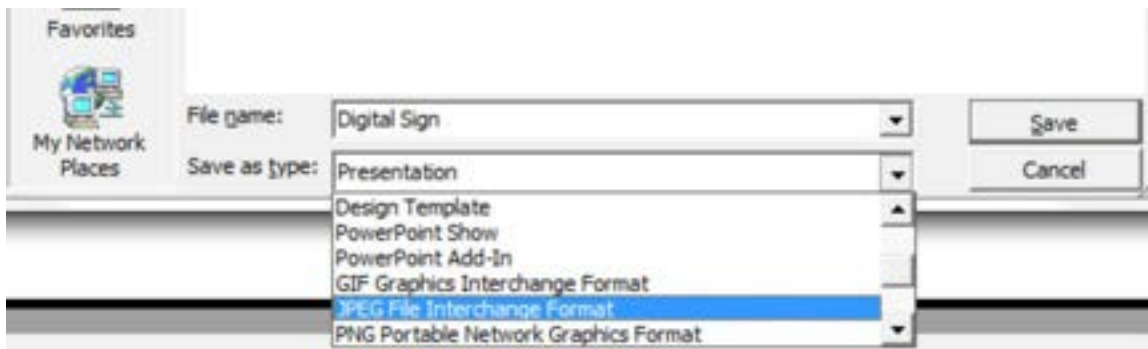 Favorites
My Network
Places
File name:
Digital Sign
Save
Save as type:
Presentation
Cancel
Design Template
PowerPoint Show
PowerPoint Add-In
GIF Graphics Interchange Format
JPEG File Interchange Format
PNG Portable Network Graphics Format